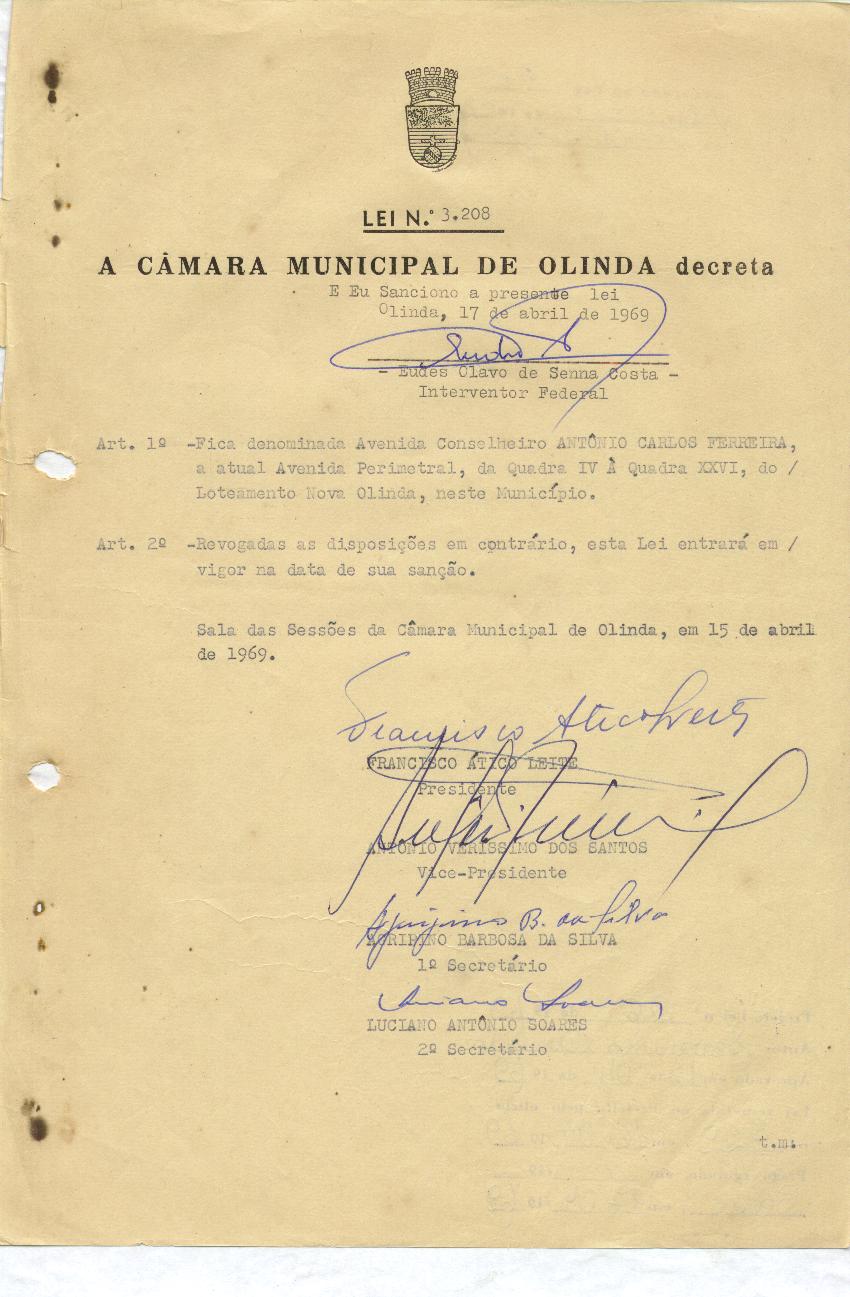 LEI N.º 3.208
A CÂMARA MUNICIPAL DE OLINDA decreta
E Eu Sanciono a presente lei
Olinda, 17 de abril de 1969
- Eudes Olavo de Senna Costa -
Interventor Federal
Art. 1º -Fica denominada Avenida Conselheiro ANTÔNIO CARLOS FERREIRA,
a atual Avenida Perimetral, da Quadra IV À Quadra XXVI, do /
Loteamento Nova Olinda, neste Município.
Art. 2º -Revogadas as disposições em contrário, esta Lei entrará em /
vigor na data de sua sanção.
Sala das Sessões da Câmara Municipal de Olinda, em 15 de abril
de 1969.
FRANCISCO ÁTICO LEITE
Presidente
ANTÔNIO VERÍSSIMO DOS SANTOS
Vice-Presidente
Agripino B. da Silva
AGRIPINO BARBOSA DA SILVA
1º Secretário
Luciano Soares
LUCIANO ANTÔNIO SOARES
2º Secretário
t.m.